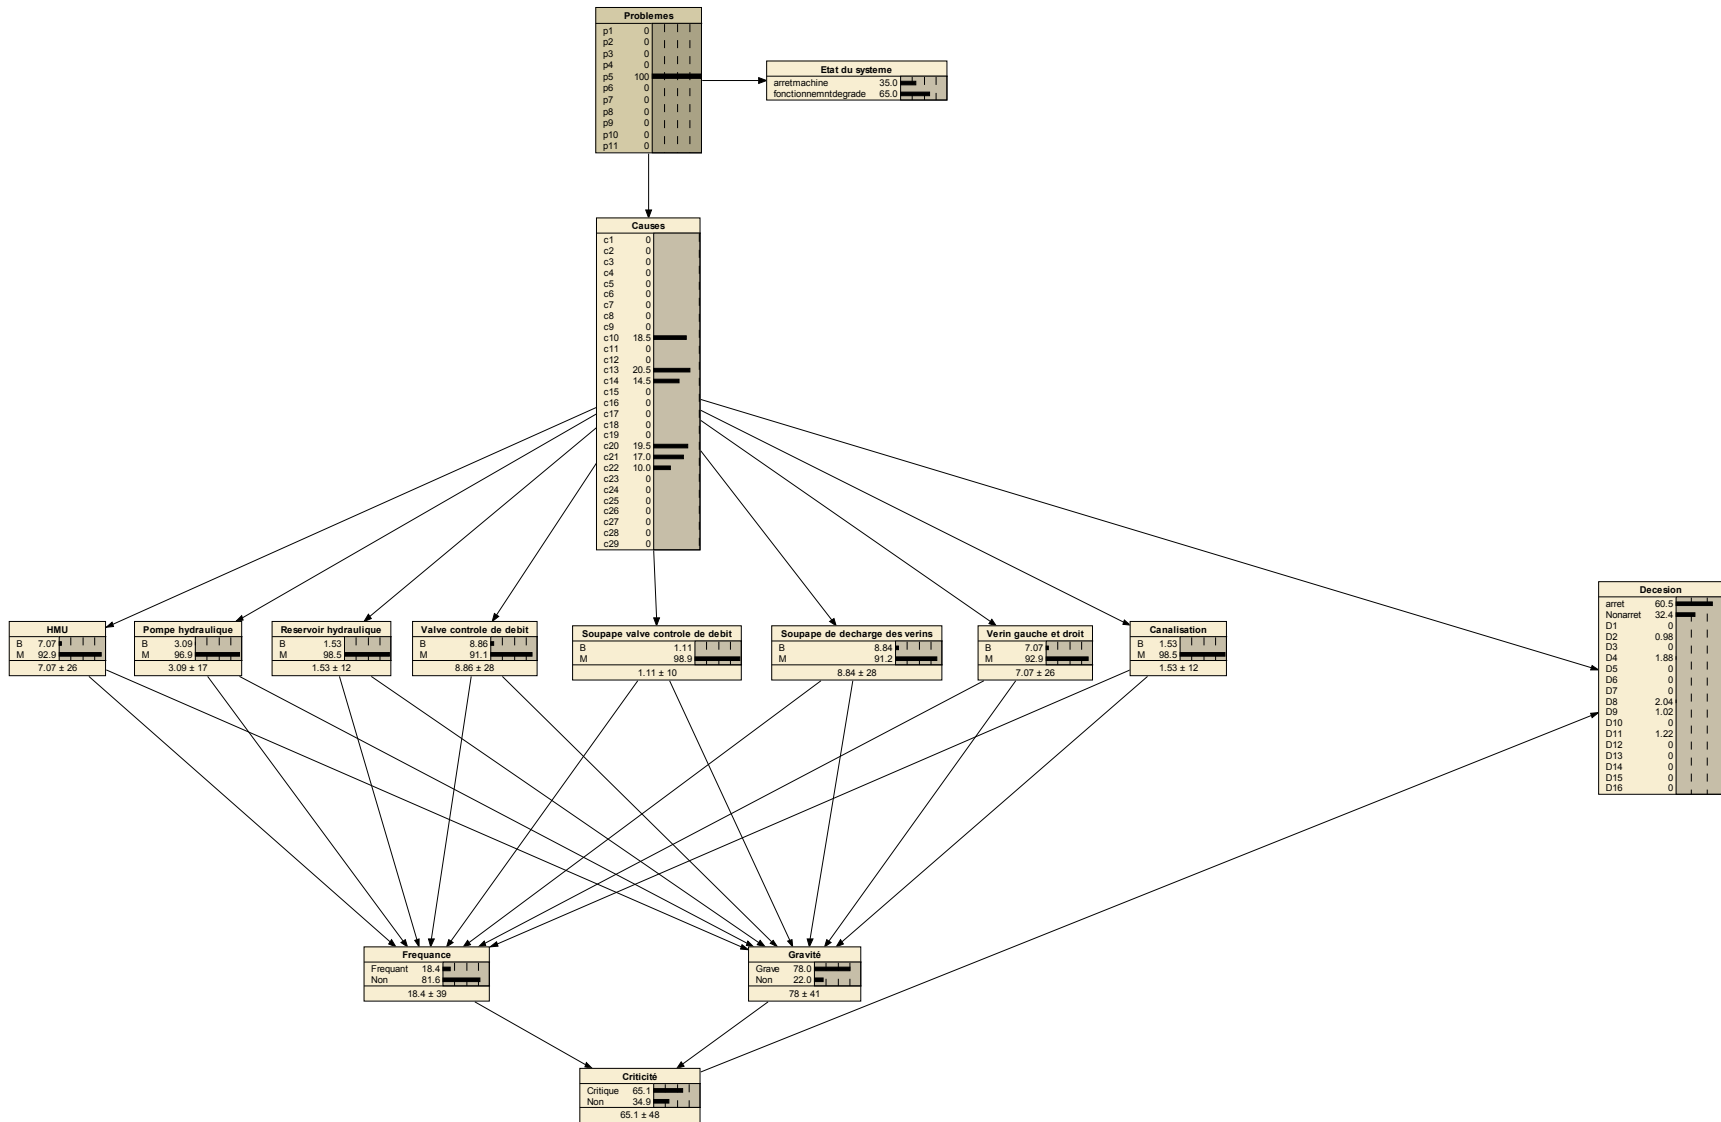 Problemes
p1 0
p2 0
p3 0
p4 0
p5 100
p6 0
p7 0
p8 0
p9 0
p10 0
p11 0
Etat du systeme
arretmachine 35.0
fonctionnemntdegrade 65.0
Causes
c1 0
c2 0
c3 0
c4 0
c5 0
c6 0
c7 0
c8 0
c9 0
c10 18.5
c11 0
c12 0
c13 20.5
c14 14.5
c15 0
c16 0
c17 0
c18 0
c19 0
c20 19.5
c21 17.0
c22 10.0
c23 0
c24 0
c25 0
c26 0
c27 0
c28 0
c29 0
HMU
B 7.07
M 92.9
7.07 ± 26
Pompe hydraulique
B 3.09
M 96.9
3.09 ± 17
Reservoir hydraulique
B 1.53
M 98.5
1.53 ± 12
Valve controle de debit
B 8.86
M 91.1
8.86 ± 28
Soupape valve controle de debit
B 1.11
M 98.9
1.11 ± 10
Soupape de decharge des verins
B 8.84
M 91.2
8.84 ± 28
Verin gauche et droit
B 7.07
M 92.9
7.07 ± 26
Canalisation
B 1.53
M 98.5
1.53 ± 12
Décesion
arret 60.5
Nonarret 32.4
D1 0
D2 0.98
D3 0
D4 1.88
D5 0
D6 0
D7 0
D8 2.04
D9 1.02
D10 0
D11 1.22
D12 0
D13 0
D14 0
D15 0
D16 0
Frequance
Frequant 18.4
Non 81.6
18.4 ± 39
Gravité
Grave 78.0
Non 22.0
78 ± 41
Criticité
Critique 65.1
Non 34.9
65.1 ± 48